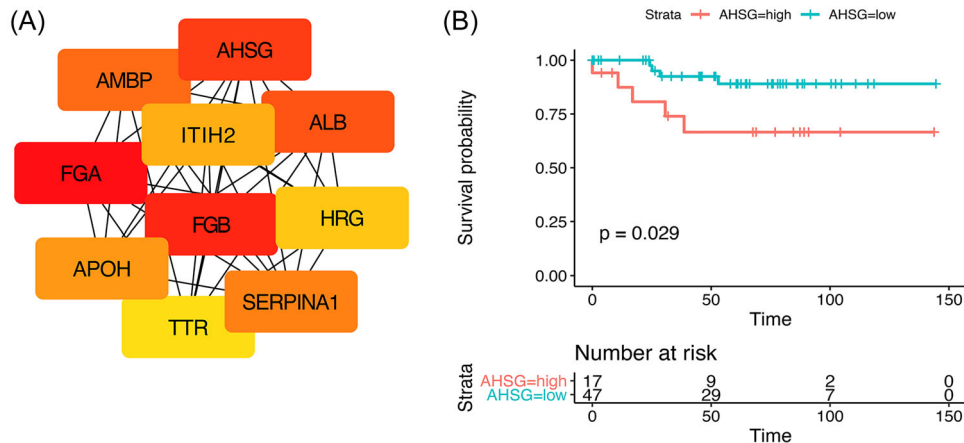 (A)
AHSG
AMBP
ITIH2
ALB
FGA
FGB
HRG
APOH
SERPINA1
TTR
(B)
Strata AHSG=high AHSG=low
Survival probability
1.00
0.75
0.50
0.25
0.00
p = 0.029
0 50 100 150
Time
Number at risk
Strata
AHSG=high 17 9 2 0
AHSG=low 47 29 7 0
0 50 100 150
Time